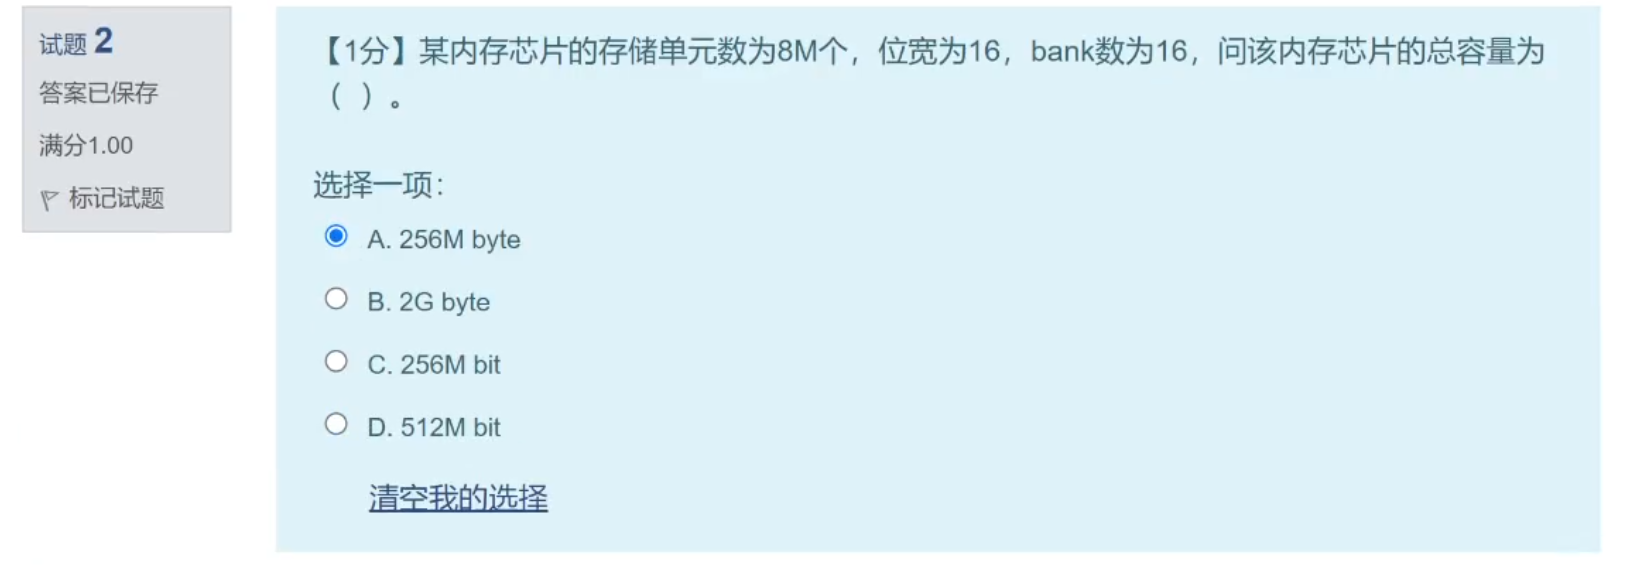 试题 2
答案已保存
满分1.00
标记试题
【1分】某内存芯片的存储单元数为8M个，位宽为16，bank数为16，问该内存芯片的总容量为
（ ）。
选择一项：
A. 256M byte
B. 2G byte
C. 256M bit
D. 512M bit
清空我的选择